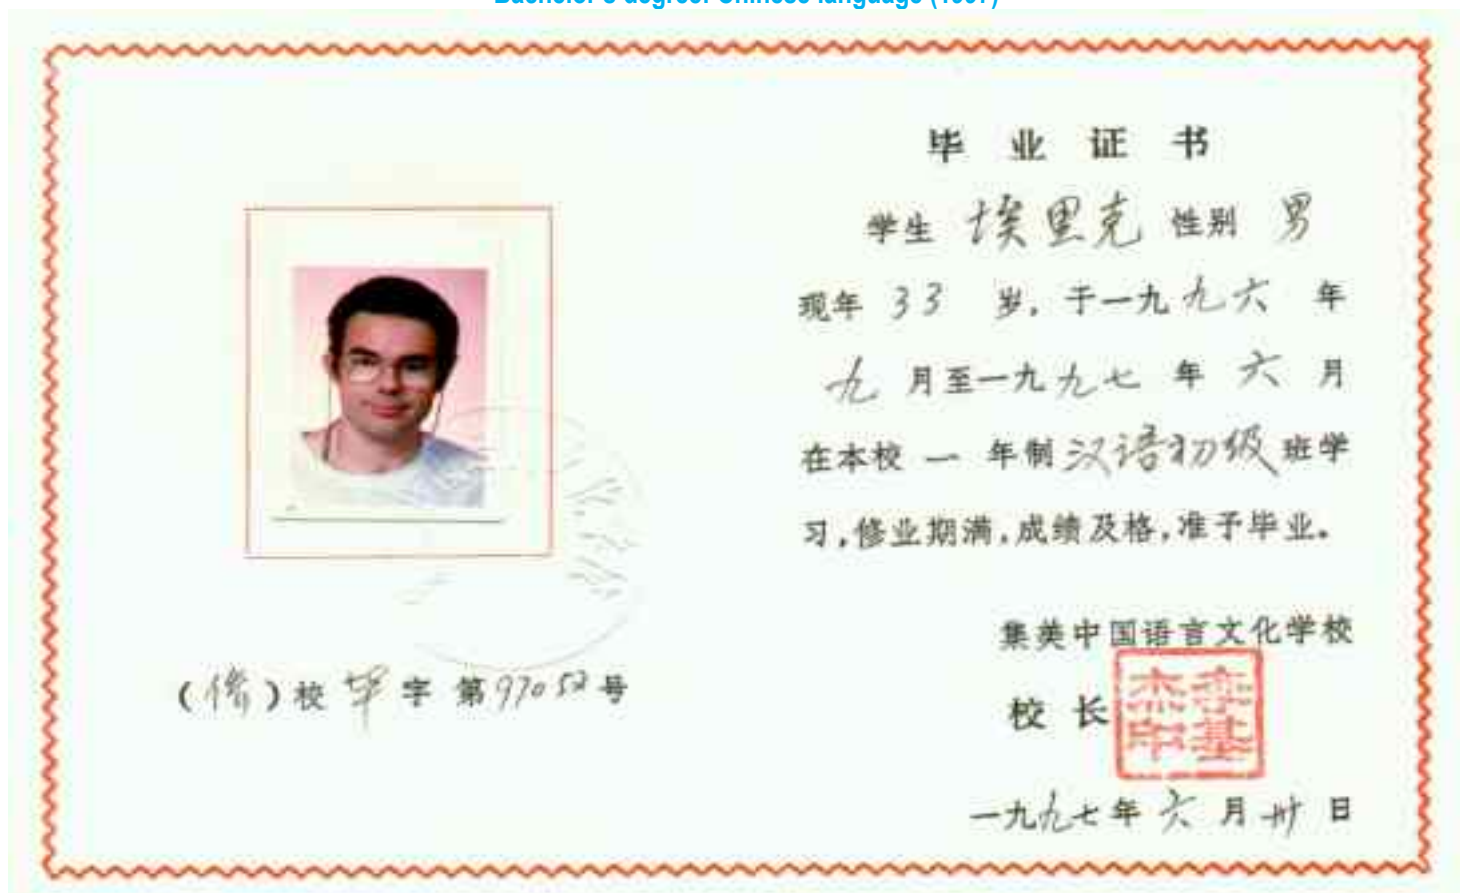 Bachelor's degree: Chinese language (1997)
毕业证书
学生 埃里克 性别 男
现年 33 岁，于一九九六 年
九 月至一九九七 年 六 月
在本校 一 年制 汉语初级 班学
习，修业期满，成绩及格，准予毕业。
集美中国语言文化学校
校长
李基杰印
一九九七年 六 月 卅 日
(侨)校 毕 字 第97052号